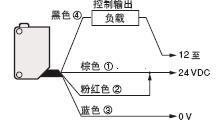 控制输出
黑色④ 负载
12 至
棕色 ① . 24 VDC
粉红色 ②
蓝色 ③ 0 V